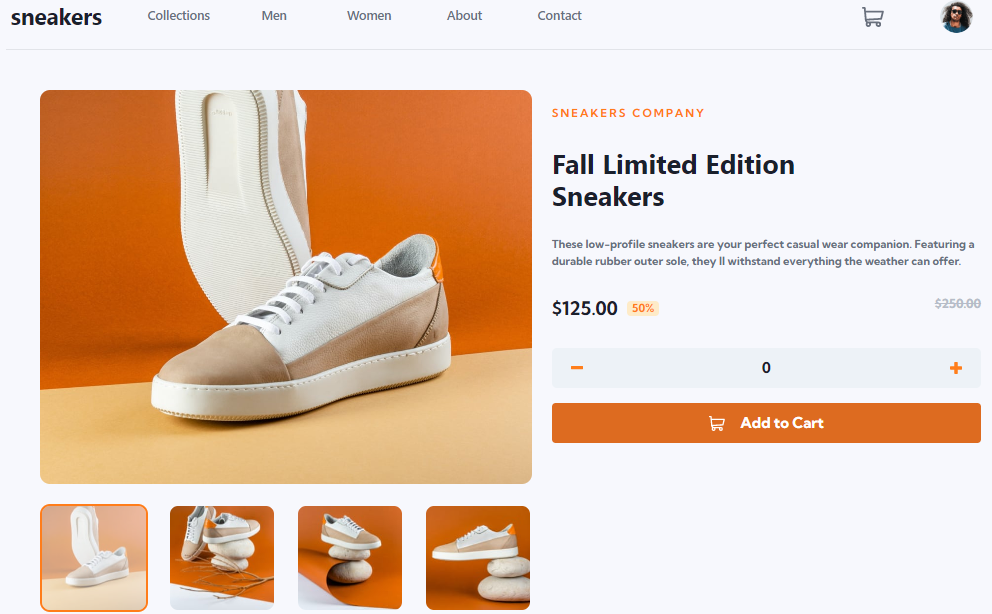 sneakers
Collections
Men
Women
About
Contact
SNEAKERS COMPANY
Fall Limited Edition
Sneakers
These low-profile sneakers are your perfect casual wear companion. Featuring a
durable rubber outer sole, they ll withstand everything the weather can offer.
$125.00
50%
$250.00
0
Add to Cart